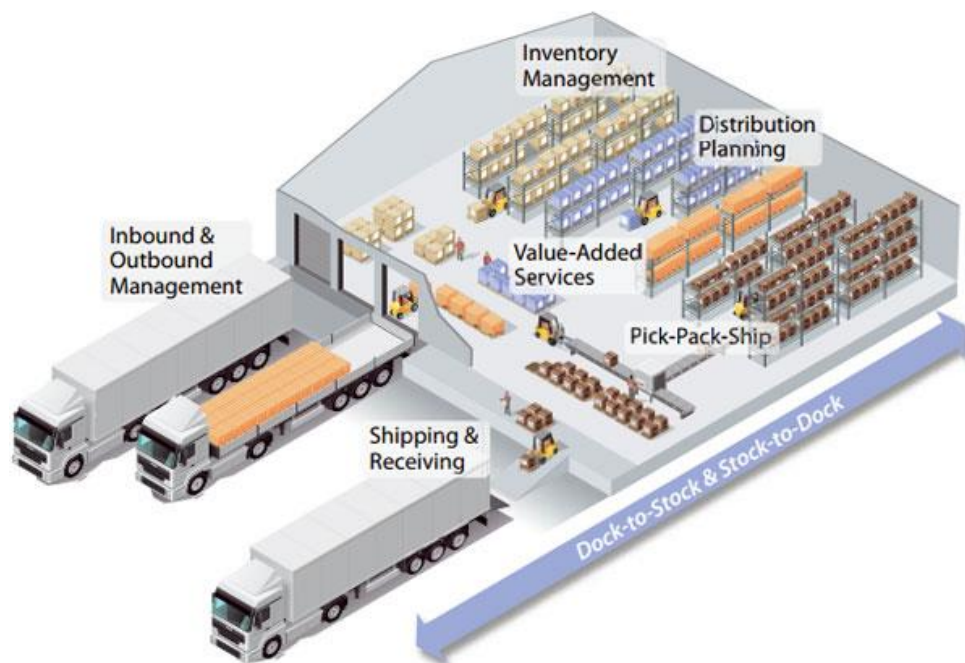 Inventory
Management
Distribution
Planning
Inbound &
Outbound
Management
Value-Added
Services
Pick-Pack-Ship
Shipping &
Receiving
Dock-to-Stock & Stock-to-Dock